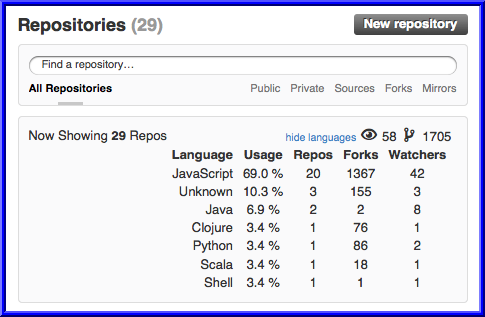 Repositories (29) New repository
Find a repository…
All Repositories Public Private Sources Forks Mirrors
Now Showing 29 Repos hide languages 58 1705
Language Usage Repos Forks Watchers
JavaScript 69.0 % 20 1367 42
Unknown 10.3 % 3 155 3
Java 6.9 % 2 2 8
Clojure 3.4 % 1 76 1
Python 3.4 % 1 86 2
Scala 3.4 % 1 18 1
Shell 3.4 % 1 1 1